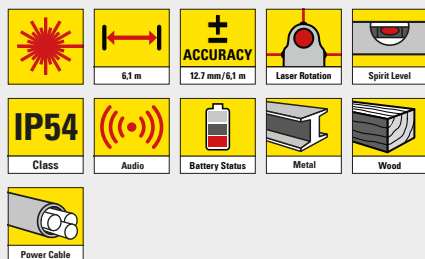 6,1 m
±
ACCURACY
12.7 mm/6,1 m
Laser Rotation
Spirit Level
IP54
Class
Audio
Battery Status
Metal
Wood
Power Cable